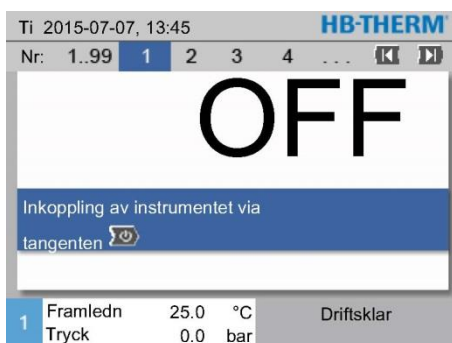 Ti 2015-07-07, 13:45 HB-THERM
Nr: 1..99 1 2 3 4 ...
OFF
Inkoppling av instrumentet via
tangenten
1 Framledn 25.0 °C Driftsklar
Tryck 0.0 bar